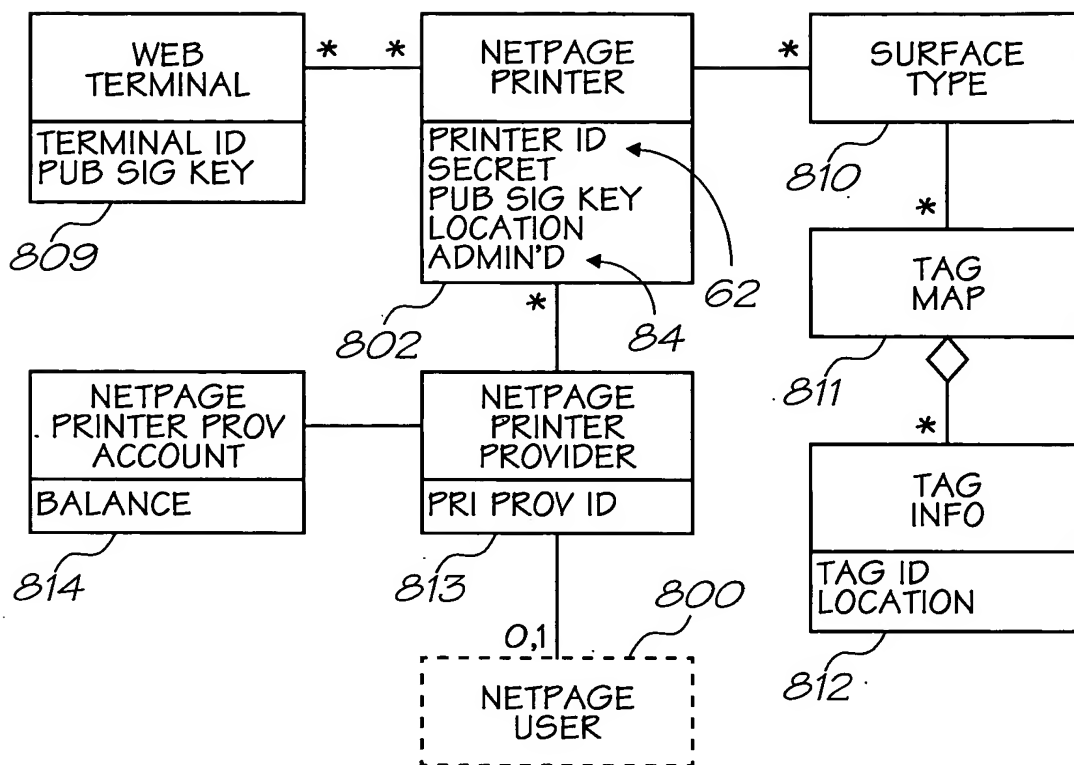 WEB
TERMINAL
TERMINAL ID
PUB SIG KEY
809
* *
NETPAGE
PRINTER
PRINTER ID
SECRET
PUB SIG KEY
LOCATION
ADMIN'D
802
62
84
*
SURFACE
TYPE
810
*
TAG
MAP
811
*
TAG
INFO
TAG ID
LOCATION
812
*
NETPAGE
PRINTER PROV
ACCOUNT
BALANCE
814
NETPAGE
PRINTER
PROVIDER
PRI PROV ID
813
800
0,1
NETPAGE
USER